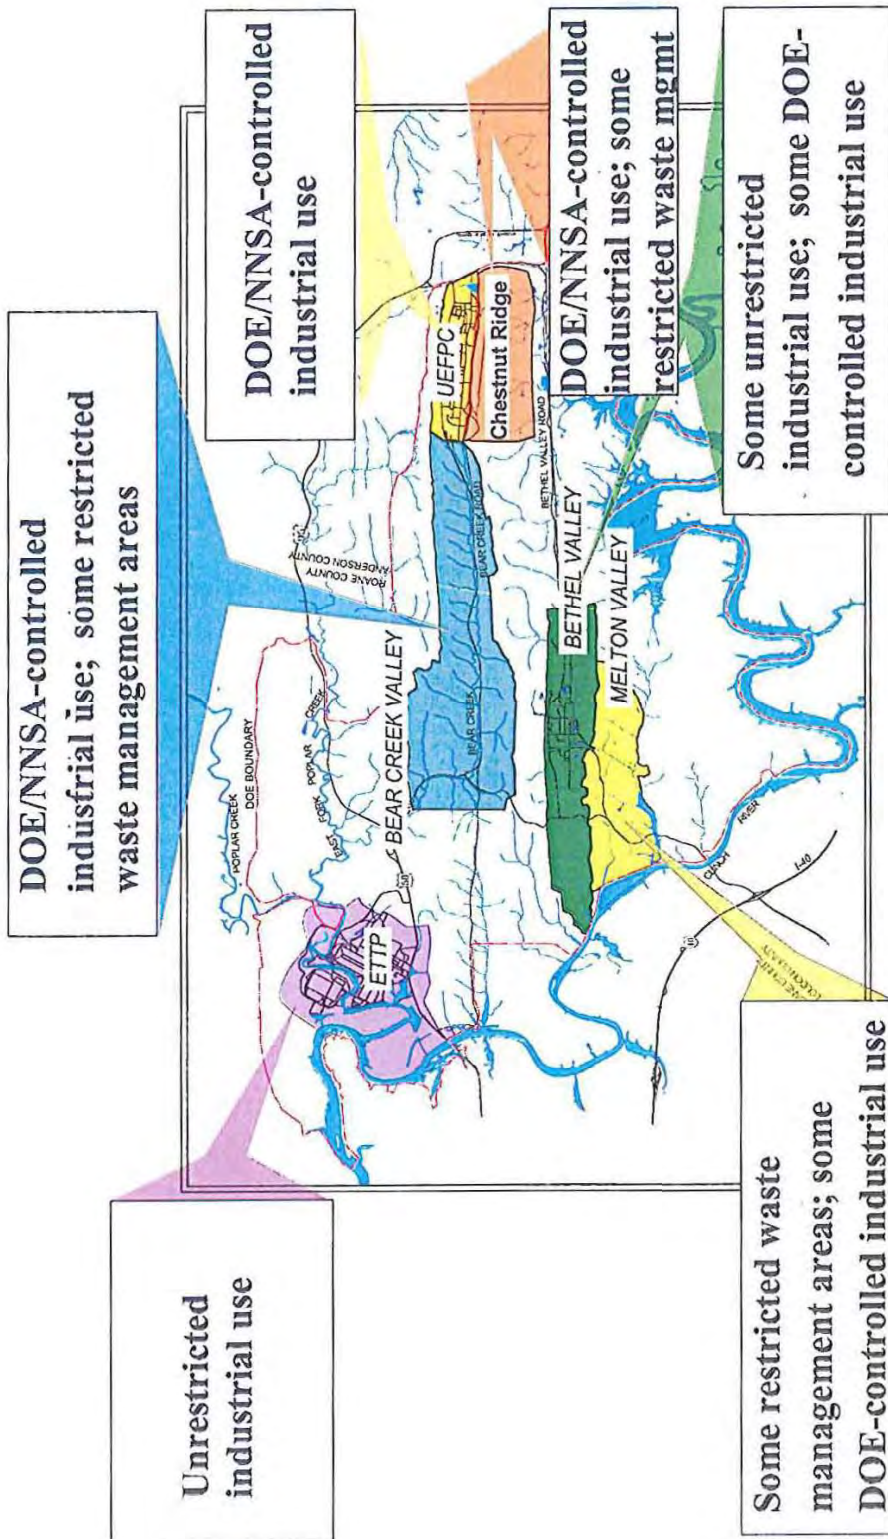 DOE/NNSA-controlled
industrial use; some restricted
waste management areas
Unrestricted
industrial use
DOE/NNSA-controlled
industrial use
POPLAR CREEK
DOE BOUNDARY
EAST FORK POPLAR CREEK
ROANE COUNTY
ANDERSON COUNTY
ETTP
58
BEAR CREEK VALLEY
BEAR CREEK
BEAR CREEK ROAD
UEFPC
Chestnut Ridge
BETHEL VALLEY ROAD
DOE/NNSA-controlled
industrial use; some
restricted waste mgmt
BETHEL VALLEY
MELTON VALLEY
CLINCH
RIVER
I-40
40
Some unrestricted
industrial use; some DOE-
controlled industrial use
Some restricted waste
management areas; some
DOE-controlled industrial use